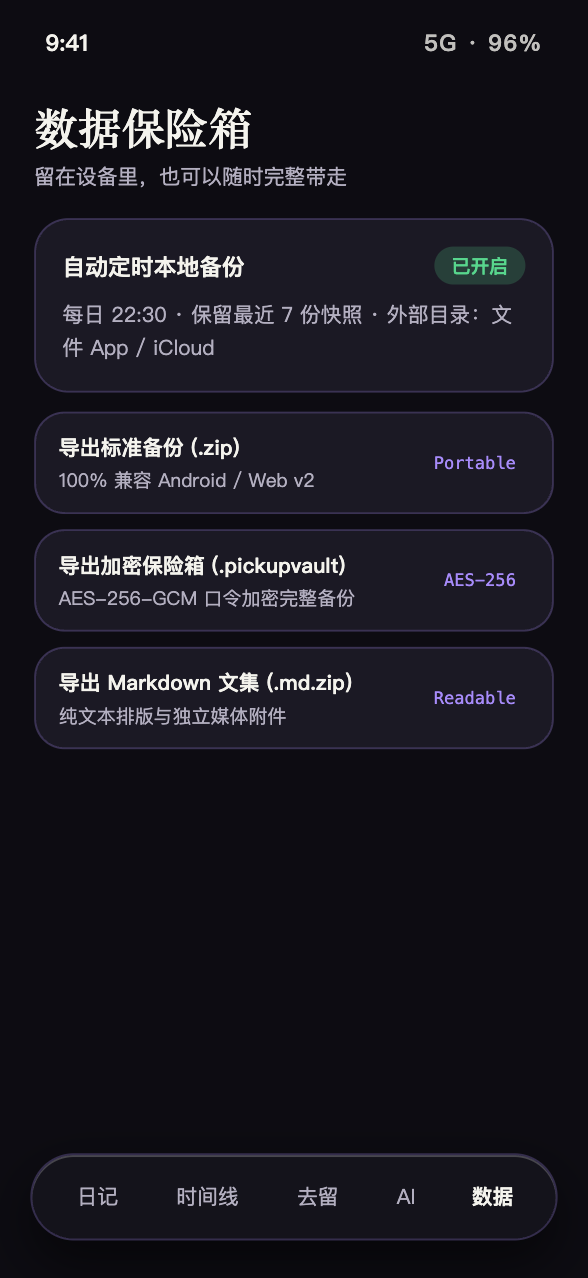 9:41
5G · 96%
数据保险箱
留在设备里，也可以随时完整带走
自动定时本地备份
已开启
每日 22:30 · 保留最近 7 份快照 · 外部目录：文
件 App / iCloud
导出标准备份 (.zip)
100% 兼容 Android / Web v2
Portable
导出加密保险箱 (.pickupvault)
AES-256-GCM 口令加密完整备份
AES-256
导出 Markdown 文集 (.md.zip)
纯文本排版与独立媒体附件
Readable
日记
时间线
去留
AI
数据